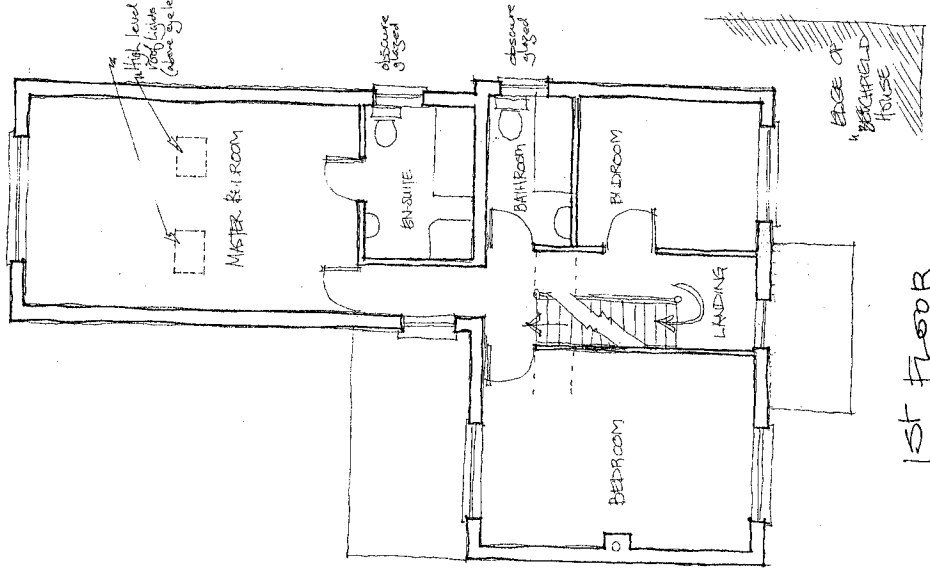 High level
roof lights
(above eye le
obscure
glazed
obscure
glazed
MASTER BEDROOM
EN-SUITE
BATHROOM
BEDROOM
EDGE OF
BEECHFIELD
HOUSE
LANDING
BEDROOM
1st FLOOR